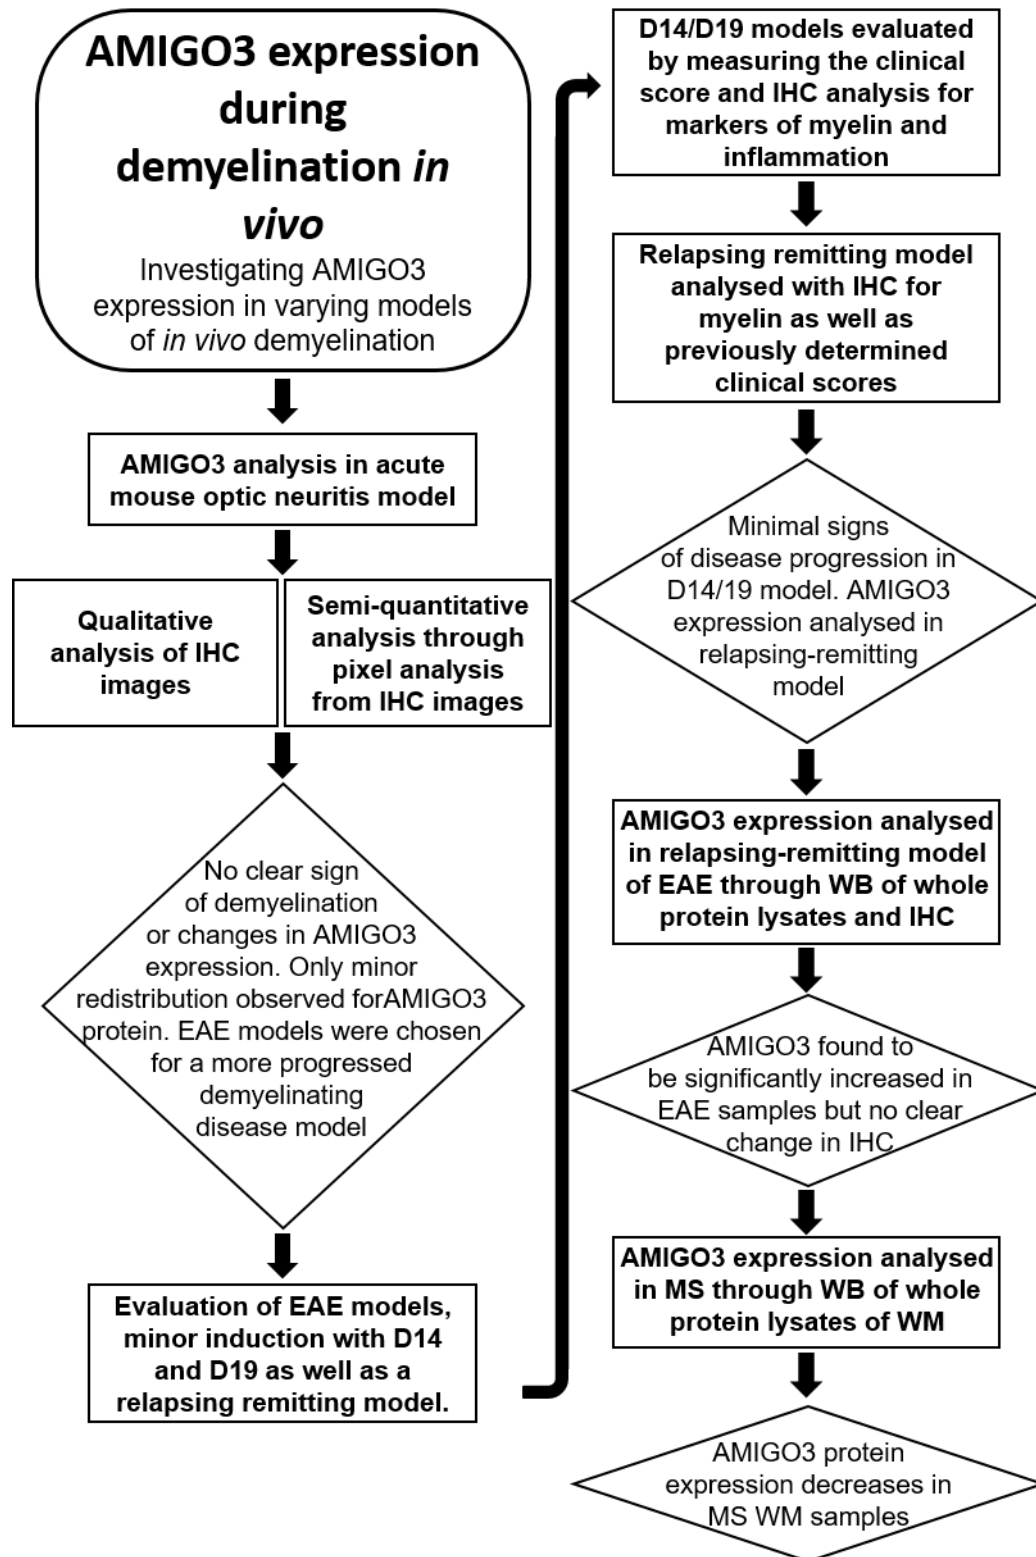 AMIGO3 expression
during
demyelination in
vivo
Investigating AMIGO3
expression in varying models
of in vivo demyelination
AMIGO3 analysis in acute
mouse optic neuritis model
Qualitative
analysis of IHC
images
Semi-quantitative
analysis through
pixel analysis
from IHC images
No clear sign
of demyelination
or changes in AMIGO3
expression. Only minor
redistribution observed forAMIGO3
protein. EAE models were chosen
for a more progressed
demyelinating
disease model
Evaluation of EAE models,
minor induction with D14
and D19 as well as a
relapsing remitting model.
D14/D19 models evaluated
by measuring the clinical
score and IHC analysis for
markers of myelin and
inflammation
Relapsing remitting model
analysed with IHC for
myelin as well as
previously determined
clinical scores
Minimal signs
of disease progression in
D14/19 model. AMIGO3
expression analysed in
relapsing-remitting
model
AMIGO3 expression analysed
in relapsing-remitting model
of EAE through WB of whole
protein lysates and IHC
AMIGO3 found to
be significantly increased in
EAE samples but no clear
change in IHC
AMIGO3 expression analysed
in MS through WB of whole
protein lysates of WM
AMIGO3 protein
expression decreases in
MS WM samples